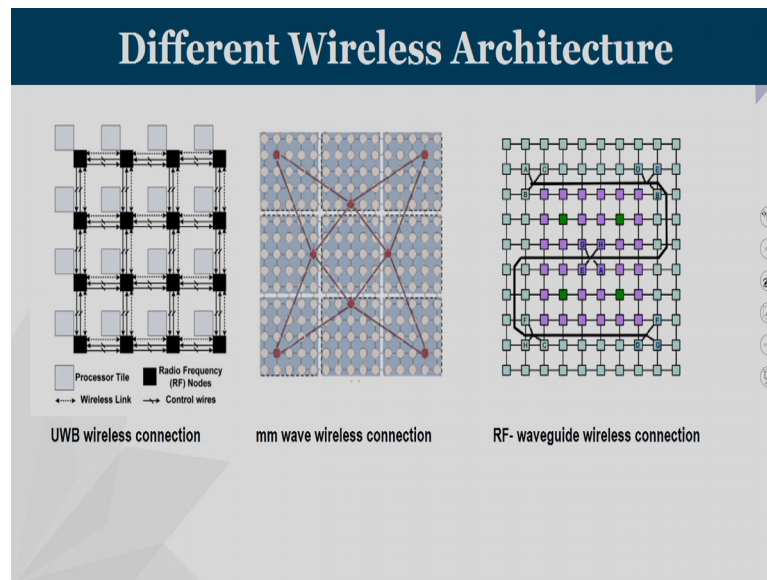 Different Wireless Architecture
Processor Tile
Radio Frequency
(RF) Nodes
Wireless Link
Control wires
UWB wireless connection
mm wave wireless connection
A C D E
B B
E A
F F
H C D G
RF- waveguide wireless connection